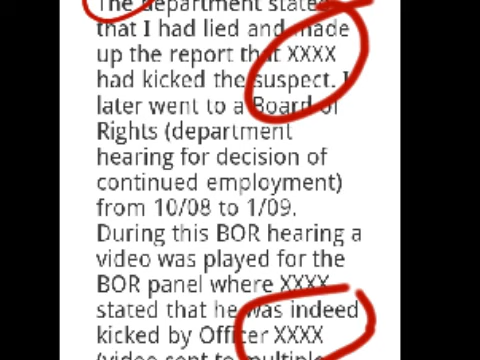 The department stated
that I had lied and made
up the report that XXXX
had kicked the suspect. I
later went to a Board of
Rights (department
hearing for decision of
continued employment)
from 10/08 to 1/09.
During this BOR hearing a
video was played for the
BOR panel where XXXX
stated that he was indeed
kicked by Officer XXXX
(video sent to multiple